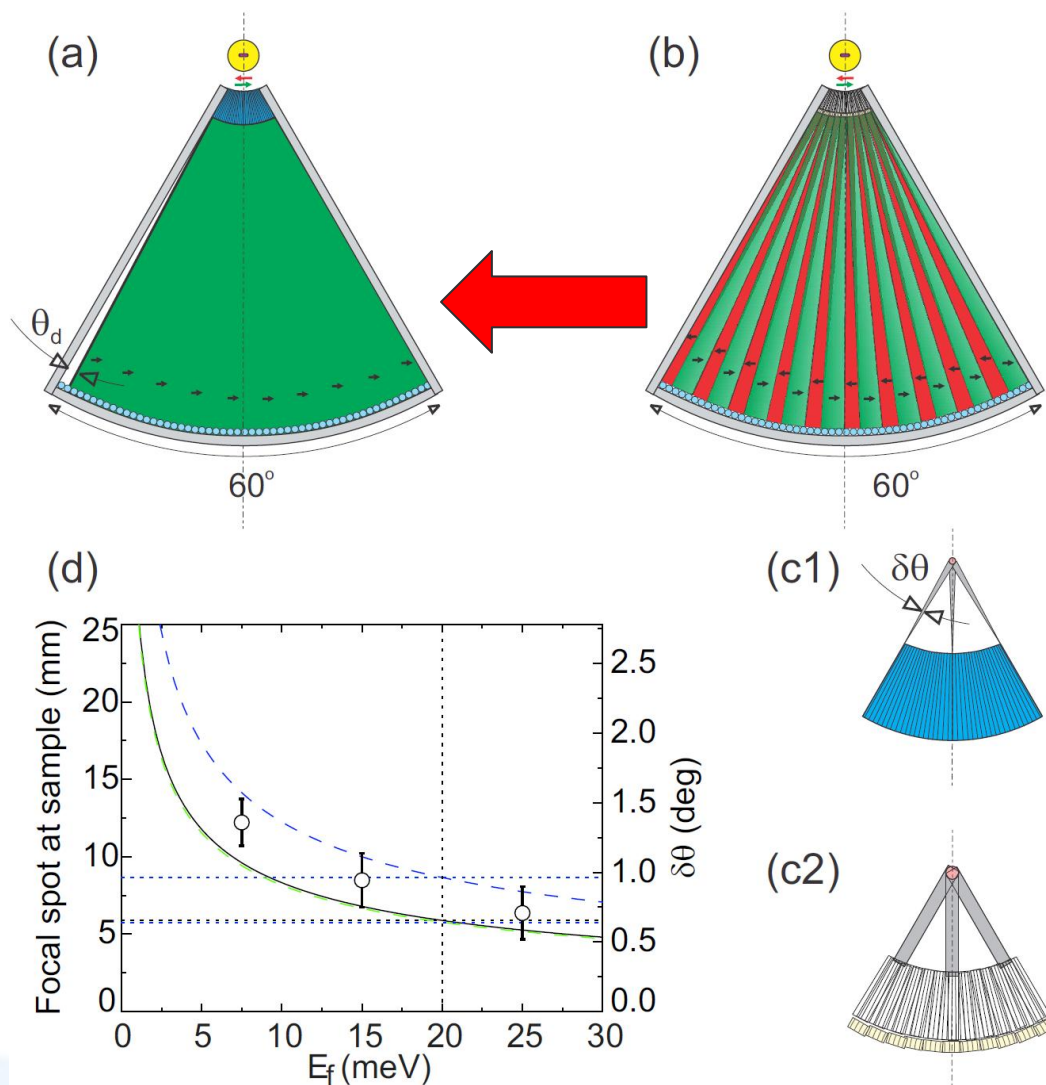 (a)
(b)
θd
60°
60°
(d)
(c1)
δθ
25
20
15
10
5
0
Focal spot at sample (mm)
2.5
2.0
1.5
1.0
0.5
0.0
δθ (deg)
0 5 10 15 20 25 30
Ef (meV)
(c2)